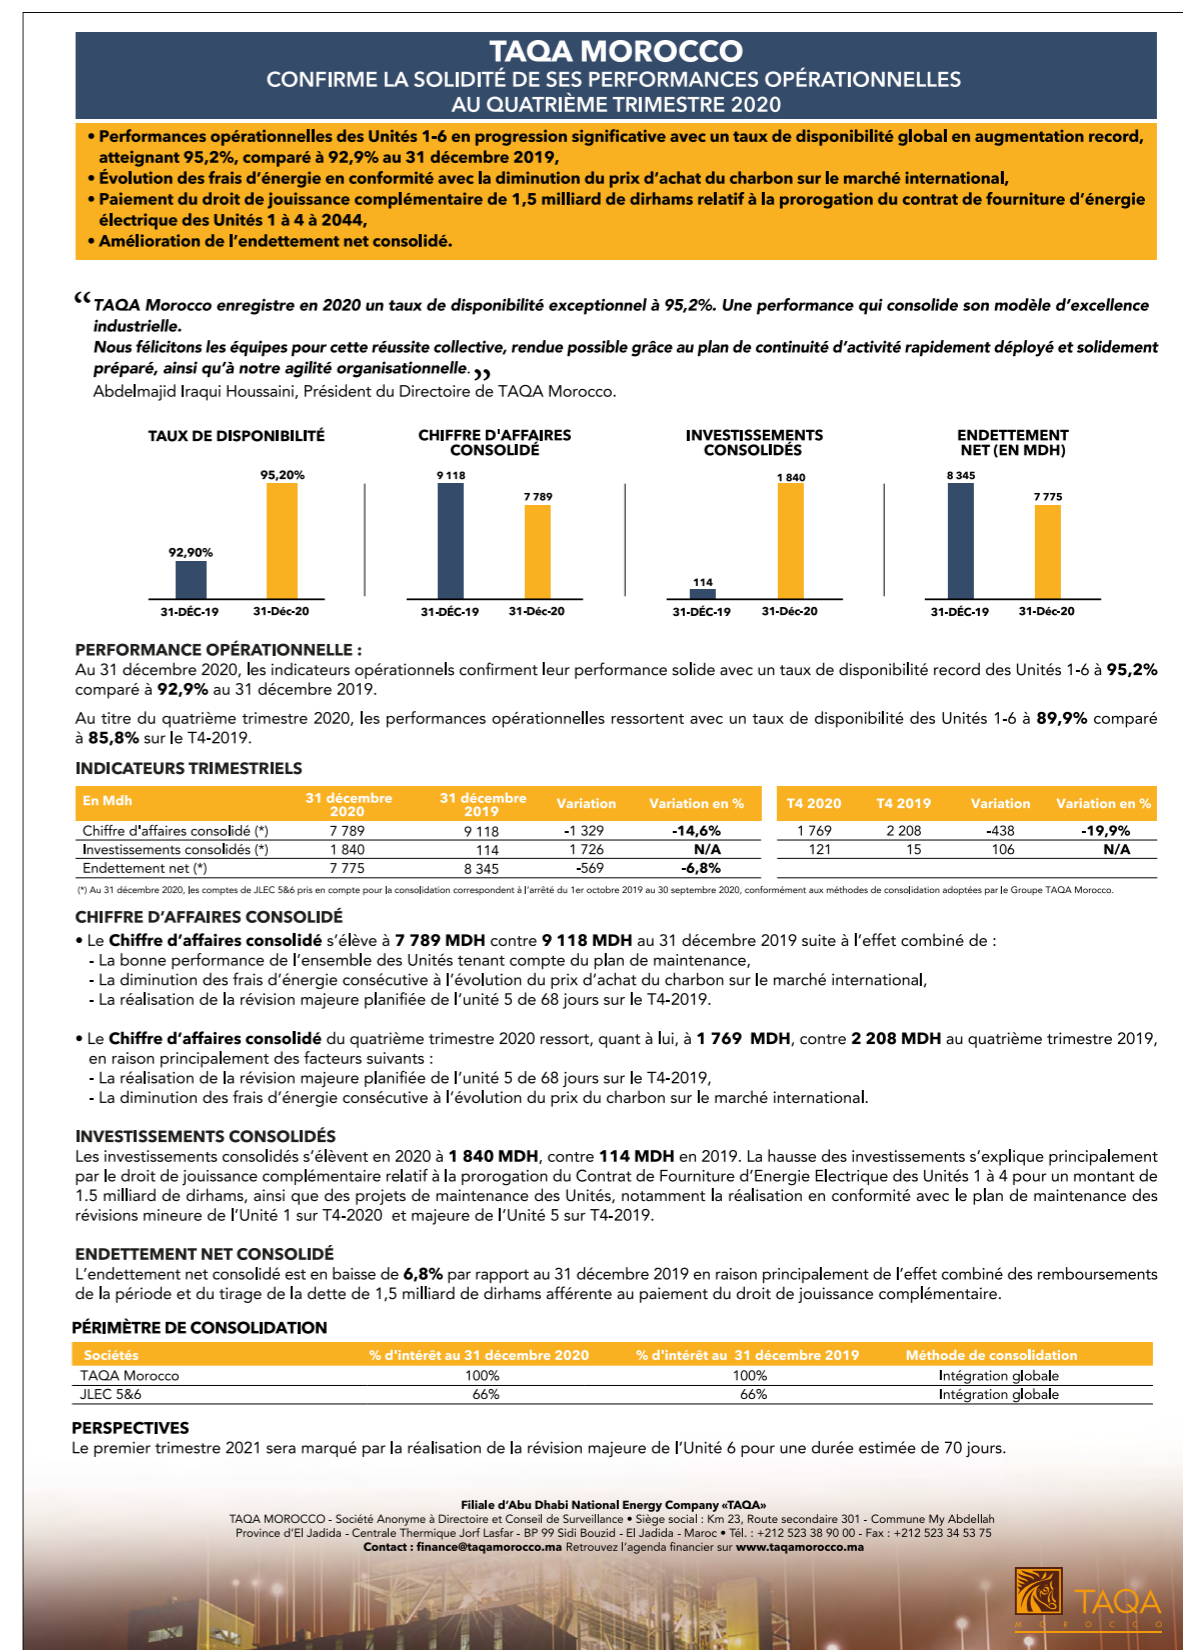 TAQA MOROCCO
CONFIRME LA SOLIDITÉ DE SES PERFORMANCES OPÉRATIONNELLES
AU QUATRIÈME TRIMESTRE 2020
• Performances opérationnelles des Unités 1-6 en progression significative avec un taux de disponibilité global en augmentation record,
atteignant 95,2%, comparé à 92,9% au 31 décembre 2019,
• Évolution des frais d'énergie en conformité avec la diminution du prix d'achat du charbon sur le marché international,
• Paiement du droit de jouissance complémentaire de 1,5 milliard de dirhams relatif à la prorogation du contrat de fourniture d'énergie
électrique des Unités 1 à 4 à 2044,
• Amélioration de l'endettement net consolidé.
“ TAQA Morocco enregistre en 2020 un taux de disponibilité exceptionnel à 95,2%. Une performance qui consolide son modèle d'excellence
industrielle.
Nous félicitons les équipes pour cette réussite collective, rendue possible grâce au plan de continuité d'activité rapidement déployé et solidement
préparé, ainsi qu'à notre agilité organisationnelle. ”
Abdelmajid Iraqui Houssaini, Président du Directoire de TAQA Morocco.
TAUX DE DISPONIBILITÉ
92,90%
95,20%
31-DÉC-19 31-Déc-20
CHIFFRE D'AFFAIRES
CONSOLIDÉ
9 118
7 789
31-DÉC-19 31-Déc-20
INVESTISSEMENTS
CONSOLIDÉS
114
1 840
31-DÉC-19 31-Déc-20
ENDETTEMENT
NET (EN MDH)
8 345
7 775
31-DÉC-19 31-Déc-20
PERFORMANCE OPÉRATIONNELLE :
Au 31 décembre 2020, les indicateurs opérationnels confirment leur performance solide avec un taux de disponibilité record des Unités 1-6 à 95,2%
comparé à 92,9% au 31 décembre 2019.
Au titre du quatrième trimestre 2020, les performances opérationnelles ressortent avec un taux de disponibilité des Unités 1-6 à 89,9% comparé
à 85,8% sur le T4-2019.
INDICATEURS TRIMESTRIELS
En Mdh 31 décembre 2020 31 décembre 2019 Variation Variation en % T4 2020 T4 2019 Variation Variation en %
Chiffre d'affaires consolidé (*) 7 789 9 118 -1 329 -14,6% 1 769 2 208 -438 -19,9%
Investissements consolidés (*) 1 840 114 1 726 N/A 121 15 106 N/A
Endettement net (*) 7 775 8 345 -569 -6,8%
(*) Au 31 décembre 2020, les comptes de JLEC 5&6 pris en compte pour la consolidation correspondent à l'arrêté du 1er octobre 2019 au 30 septembre 2020, conformément aux méthodes de consolidation adoptées par le Groupe TAQA Morocco.
CHIFFRE D'AFFAIRES CONSOLIDÉ
• Le Chiffre d'affaires consolidé s'élève à 7 789 MDH contre 9 118 MDH au 31 décembre 2019 suite à l'effet combiné de :
- La bonne performance de l'ensemble des Unités tenant compte du plan de maintenance,
- La diminution des frais d'énergie consécutive à l'évolution du prix d'achat du charbon sur le marché international,
- La réalisation de la révision majeure planifiée de l'unité 5 de 68 jours sur le T4-2019.
• Le Chiffre d'affaires consolidé du quatrième trimestre 2020 ressort, quant à lui, à 1 769 MDH, contre 2 208 MDH au quatrième trimestre 2019,
en raison principalement des facteurs suivants :
- La réalisation de la révision majeure planifiée de l'unité 5 de 68 jours sur le T4-2019,
- La diminution des frais d'énergie consécutive à l'évolution du prix du charbon sur le marché international.
INVESTISSEMENTS CONSOLIDÉS
Les investissements consolidés s'élèvent en 2020 à 1 840 MDH, contre 114 MDH en 2019. La hausse des investissements s'explique principalement
par le droit de jouissance complémentaire relatif à la prorogation du Contrat de Fourniture d'Energie Electrique des Unités 1 à 4 pour un montant de
1.5 milliard de dirhams, ainsi que des projets de maintenance des Unités, notamment la réalisation en conformité avec le plan de maintenance des
révisions mineure de l'Unité 1 sur T4-2020 et majeure de l'Unité 5 sur T4-2019.
ENDETTEMENT NET CONSOLIDÉ
L'endettement net consolidé est en baisse de 6,8% par rapport au 31 décembre 2019 en raison principalement de l'effet combiné des remboursements
de la période et du tirage de la dette de 1,5 milliard de dirhams afférente au paiement du droit de jouissance complémentaire.
PÉRIMÈTRE DE CONSOLIDATION
Sociétés % d'intérêt au 31 décembre 2020 % d'intérêt au 31 décembre 2019 Méthode de consolidation
TAQA Morocco 100% 100% Intégration globale
JLEC 5&6 66% 66% Intégration globale
PERSPECTIVES
Le premier trimestre 2021 sera marqué par la réalisation de la révision majeure de l'Unité 6 pour une durée estimée de 70 jours.
Filiale d'Abu Dhabi National Energy Company «TAQA»
TAQA MOROCCO - Société Anonyme à Directoire et Conseil de Surveillance • Siège social : Km 23, Route secondaire 301 - Commune My Abdellah
Province d'El Jadida - Centrale Thermique Jorf Lasfar - BP 99 Sidi Bouzid - El Jadida - Maroc • Tél. : +212 523 38 90 00 - Fax : +212 523 34 53 75
Contact : finance@taqamorocco.ma Retrouvez l'agenda financier sur www.taqamorocco.ma
TAQA
MOROCCO